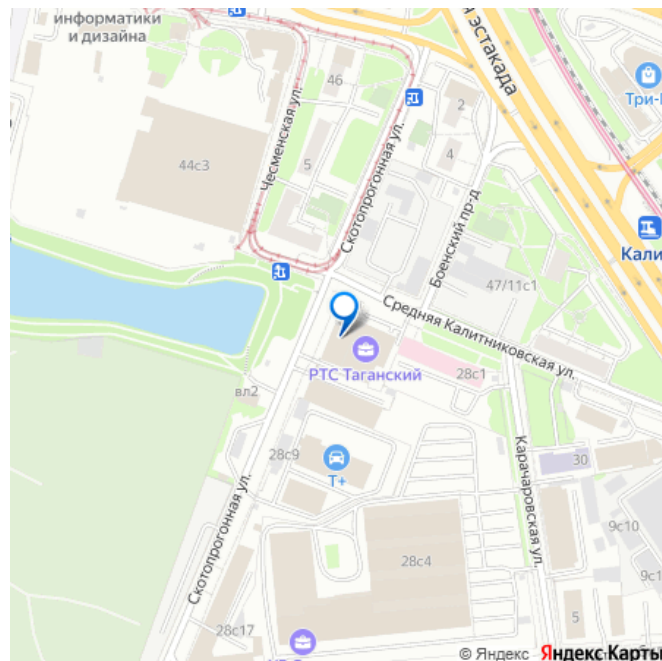 информатики
и дизайна
я эстакада
46
2
Три-
Чесменская ул.
5
4
44с3
Скотопрогонная ул.
Боенский пр-д
Кали
47/11с1
Средняя Калитниковская ул.
РТС Таганский
28с1
вл2
28с9
Т+
30
Карачаровская ул.
Скотопрогонная ул.
9с10
28с4
9с1
5
28с17
© Яндекс Яндекс Карты